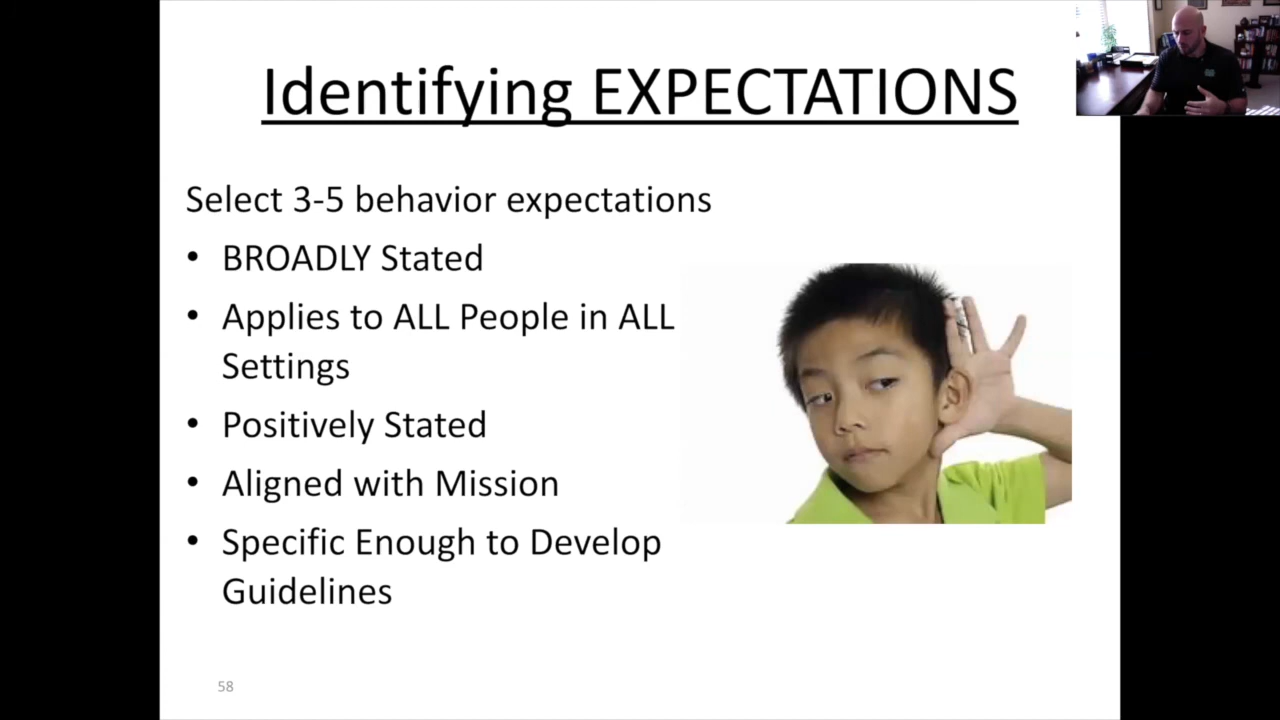 Identifying EXPECTATIONS
Select 3-5 behavior expectations
• BROADLY Stated
• Applies to ALL People in ALL
Settings
• Positively Stated
• Aligned with Mission
• Specific Enough to Develop
Guidelines
58